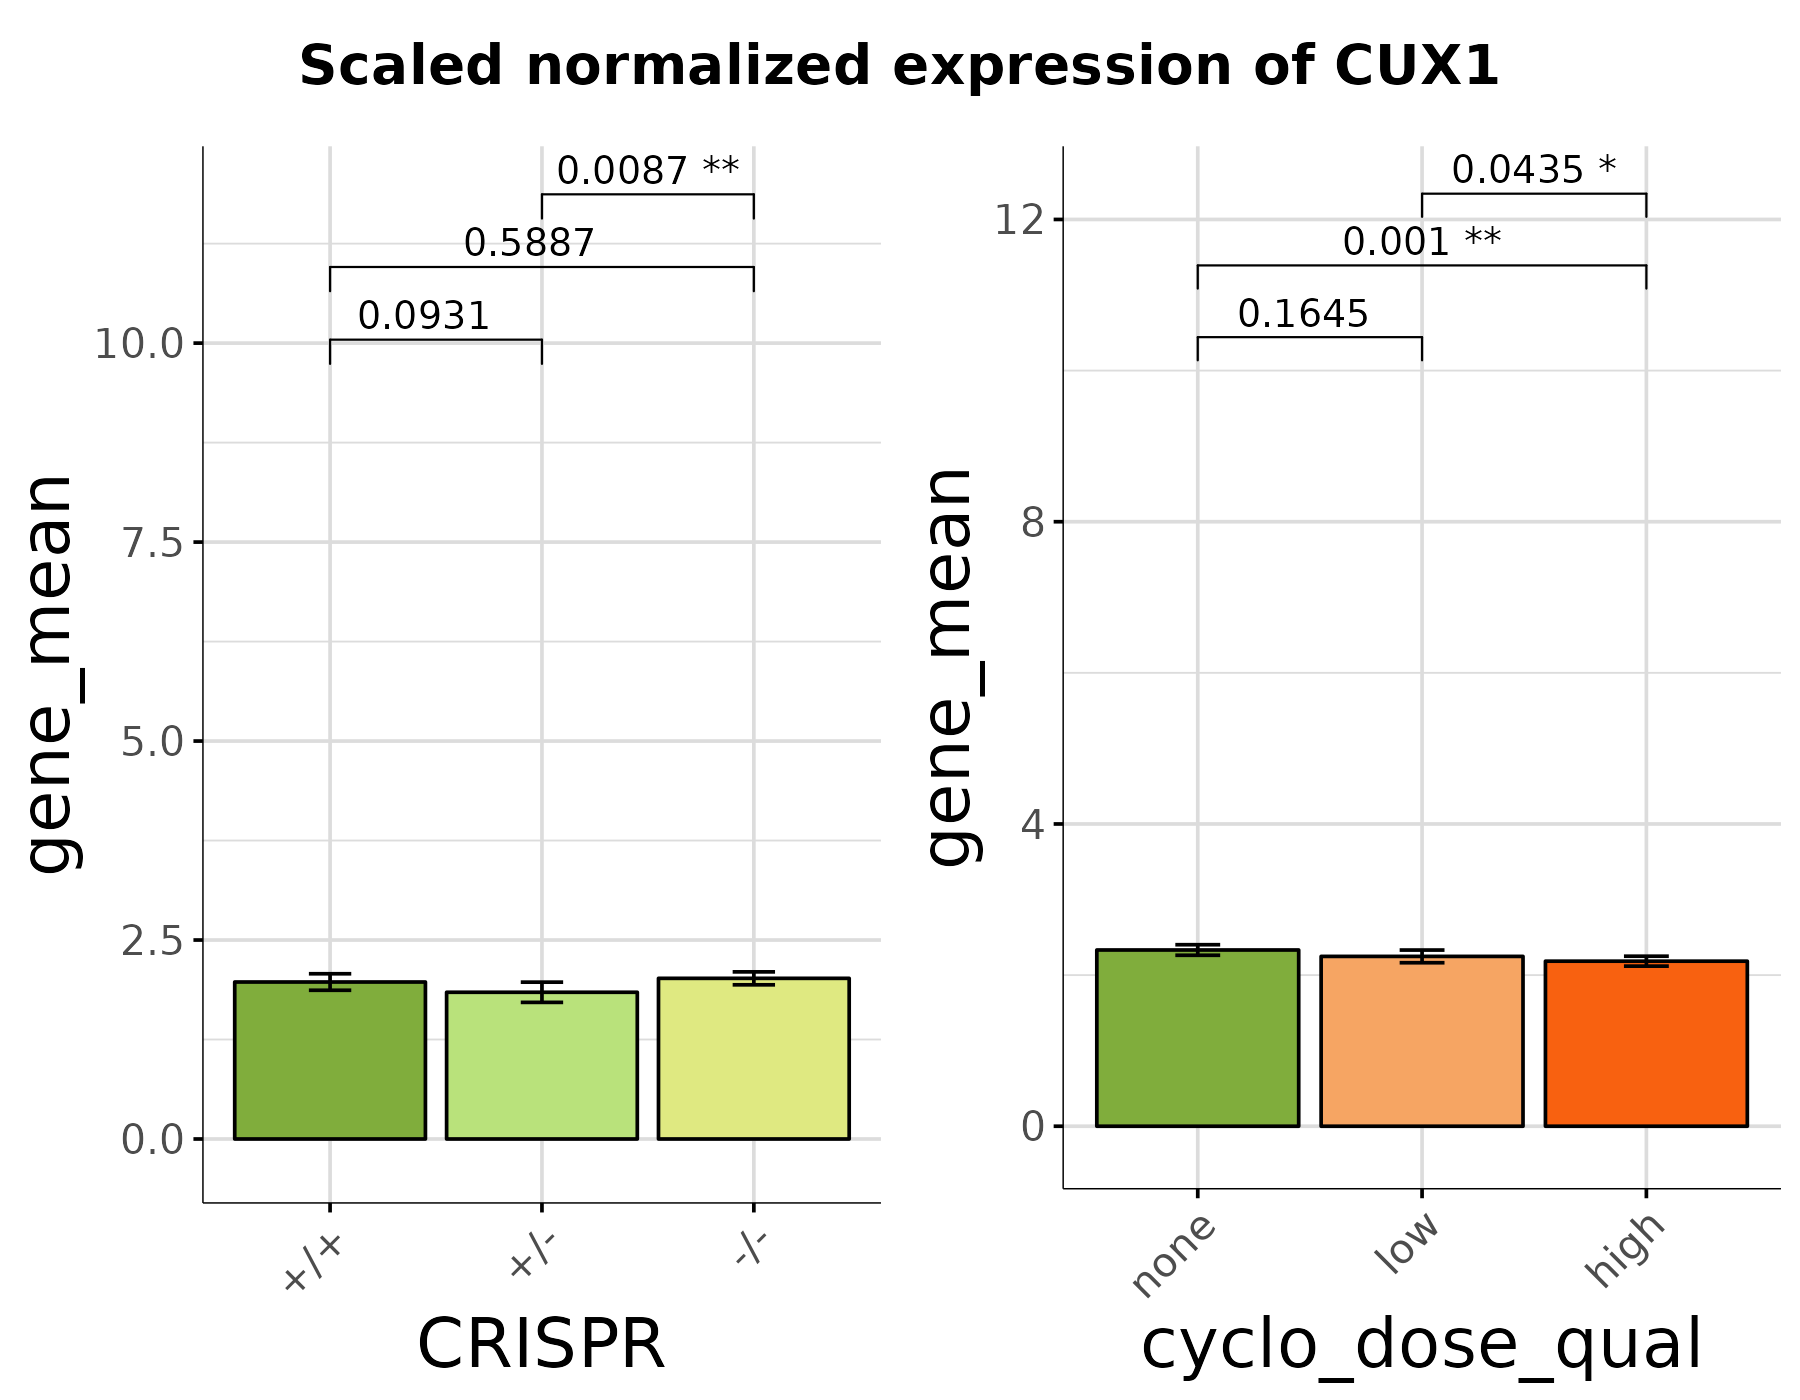 Scaled normalized expression of CUX1
0.0087 **
0.5887
0.0931
10.0
7.5
5.0
2.5
0.0
gene_mean
+/+
+/-
-/-
CRISPR
0.0435 *
0.001 **
0.1645
12
8
4
0
gene_mean
none
low
high
cyclo_dose_qual